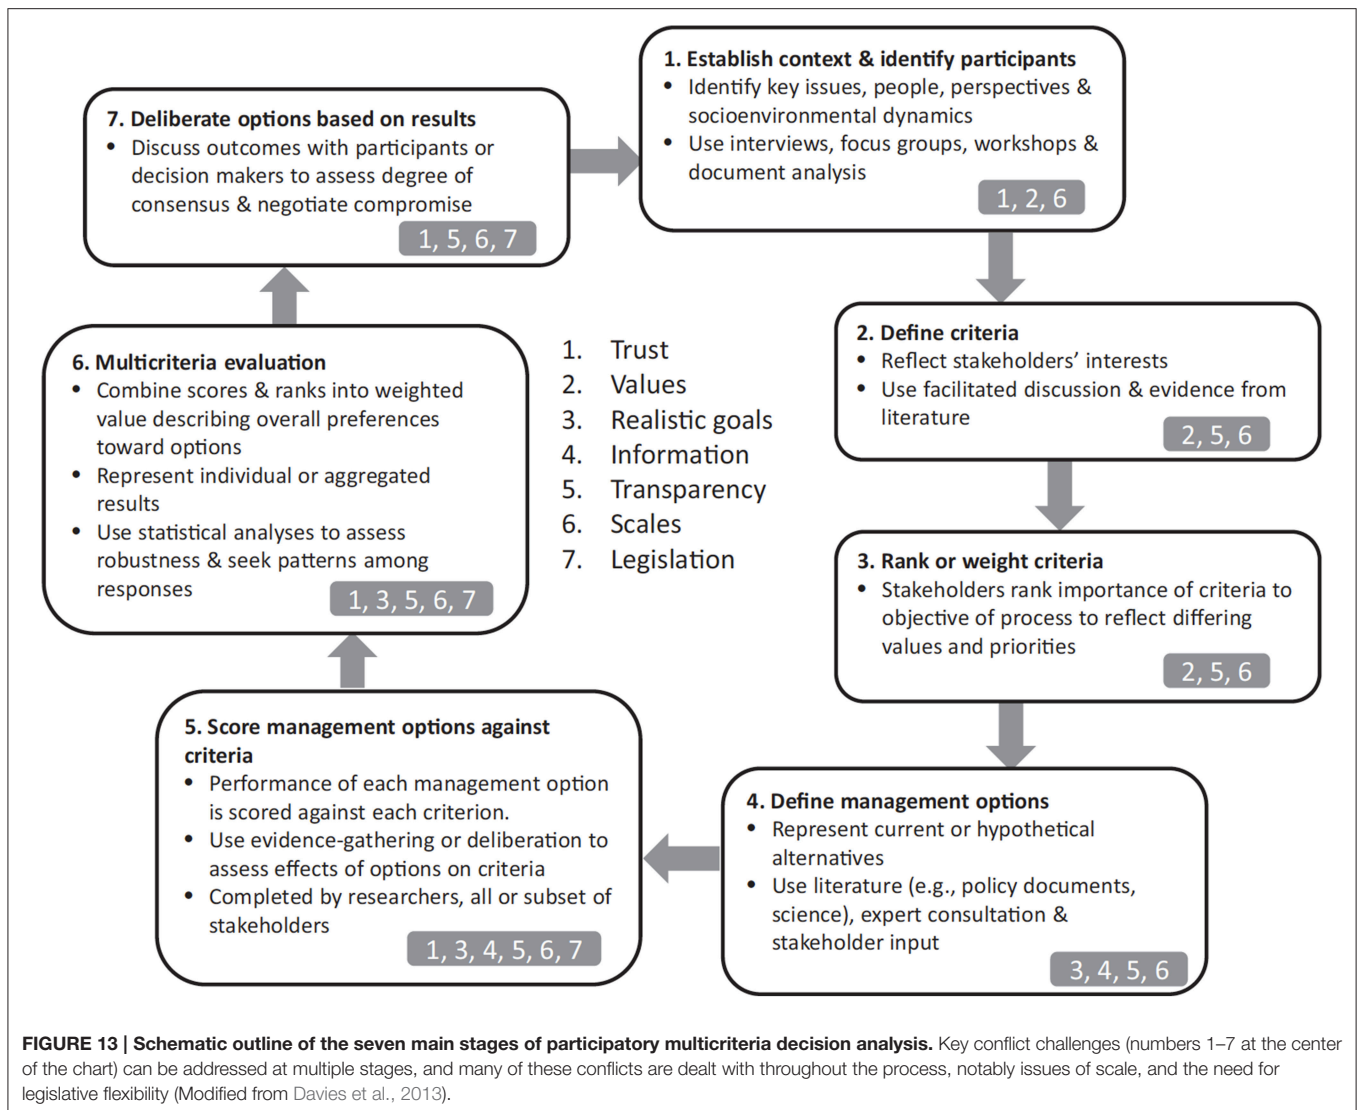 1. Establish context & identify participants
• Identify key issues, people, perspectives &
socioenvironmental dynamics
• Use interviews, focus groups, workshops &
document analysis
1, 2, 6
2. Define criteria
• Reflect stakeholders’ interests
• Use facilitated discussion & evidence from
literature
2, 5, 6
3. Rank or weight criteria
• Stakeholders rank importance of criteria to
objective of process to reflect differing
values and priorities
2, 5, 6
4. Define management options
• Represent current or hypothetical
alternatives
• Use literature (e.g., policy documents,
science), expert consultation &
stakeholder input
3, 4, 5, 6
5. Score management options against
criteria
• Performance of each management option
is scored against each criterion.
• Use evidence-gathering or deliberation to
assess effects of options on criteria
• Completed by researchers, all or subset of
stakeholders
1, 3, 4, 5, 6, 7
6. Multicriteria evaluation
• Combine scores & ranks into weighted
value describing overall preferences
toward options
• Represent individual or aggregated
results
• Use statistical analyses to assess
robustness & seek patterns among
responses
1, 3, 5, 6, 7
7. Deliberate options based on results
• Discuss outcomes with participants or
decision makers to assess degree of
consensus & negotiate compromise
1, 5, 6, 7
1. Trust
2. Values
3. Realistic goals
4. Information
5. Transparency
6. Scales
7. Legislation
FIGURE 13 | Schematic outline of the seven main stages of participatory multicriteria decision analysis. Key conflict challenges (numbers 1–7 at the center
of the chart) can be addressed at multiple stages, and many of these conflicts are dealt with throughout the process, notably issues of scale, and the need for
legislative flexibility (Modified from Davies et al., 2013).